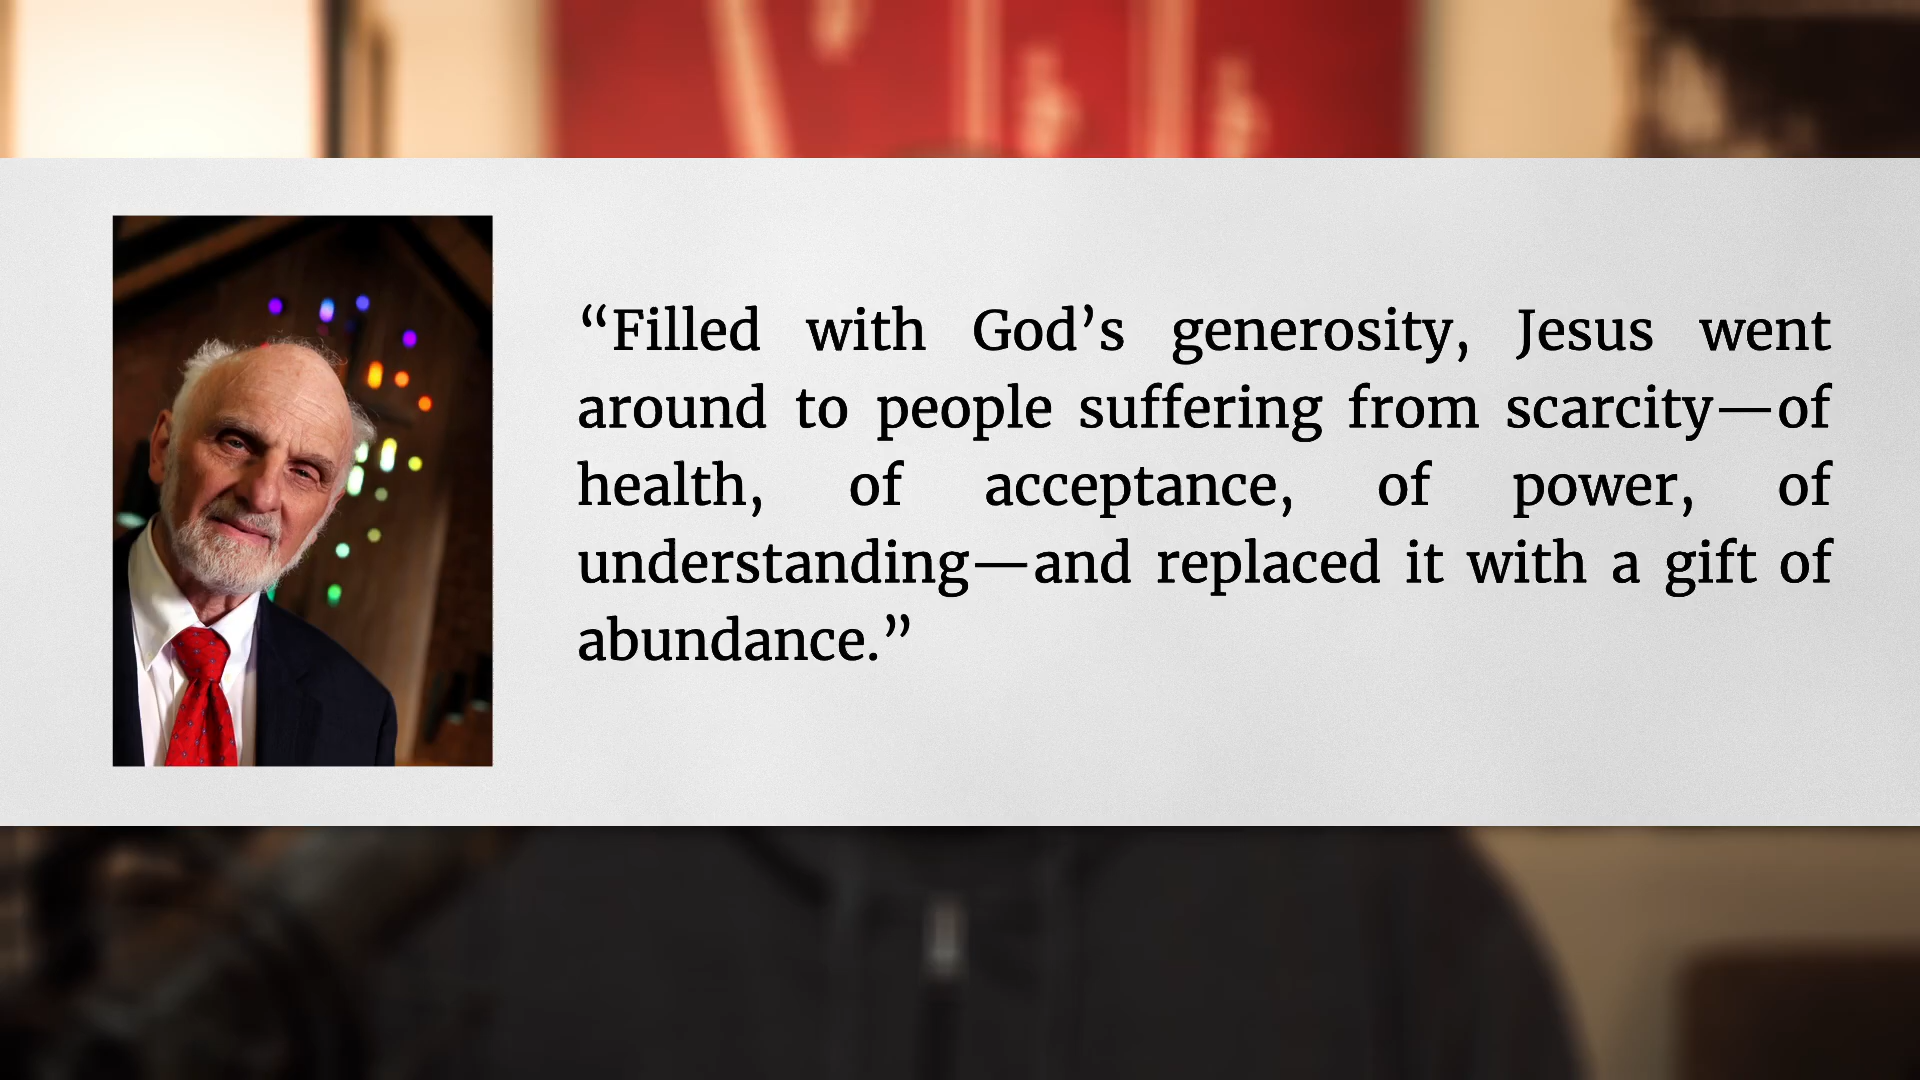 “Filled with God’s generosity, Jesus went
around to people suffering from scarcity—of
health, of acceptance, of power, of
understanding—and replaced it with a gift of
abundance.”